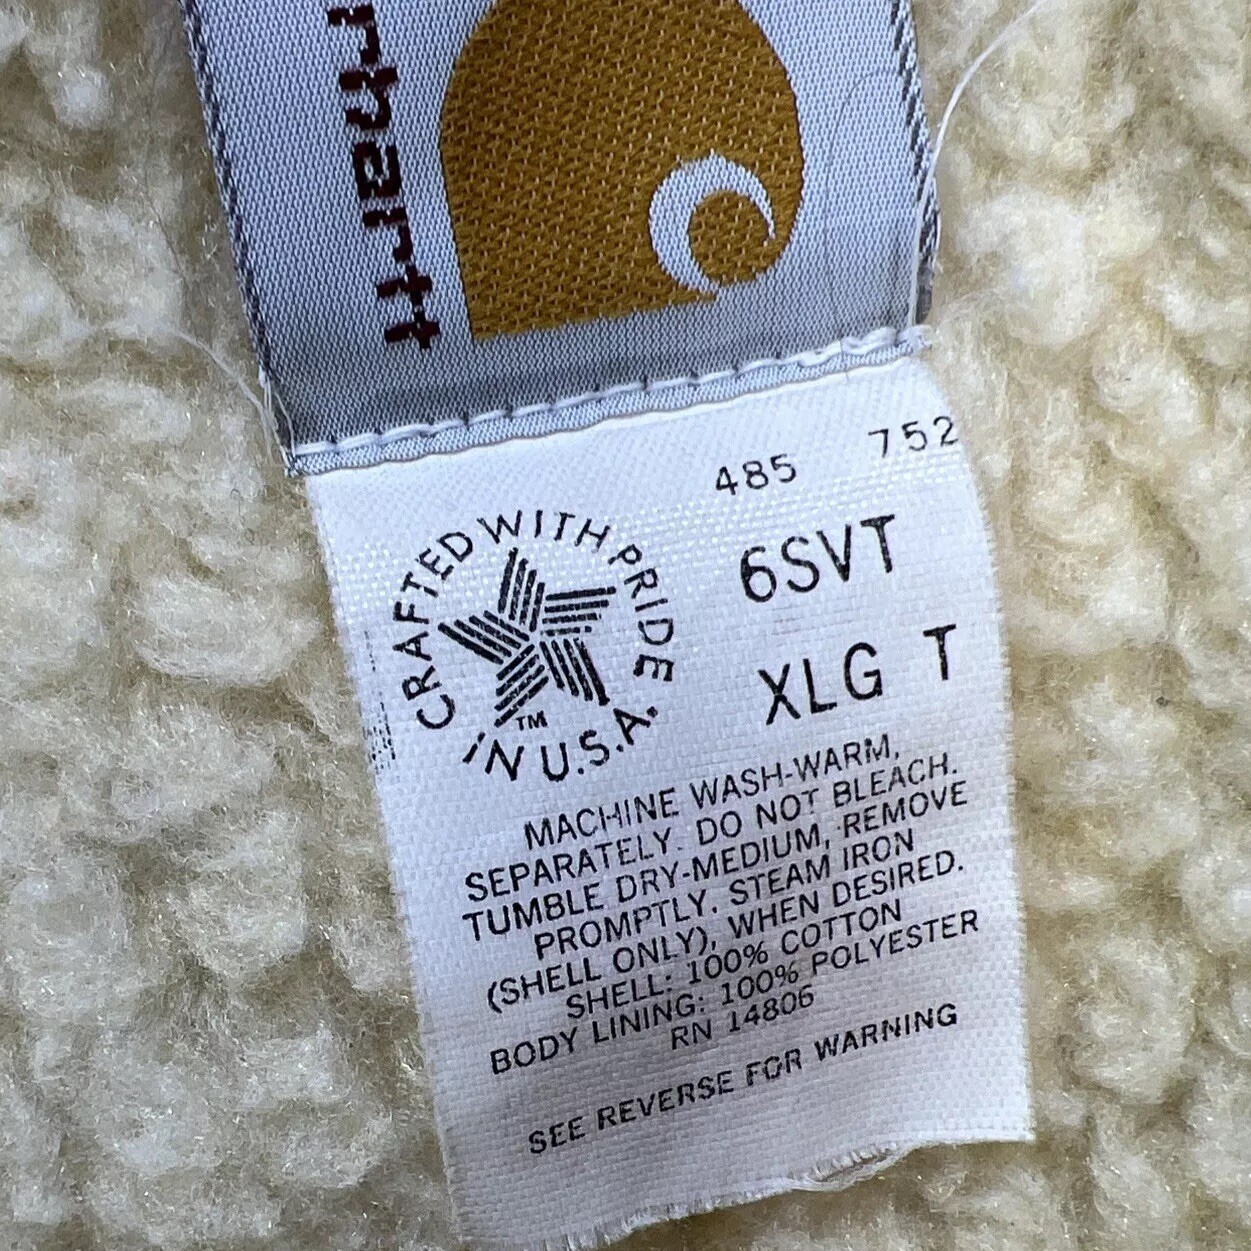 rhartt
485 752
CRAFTED WITH PRIDE
IN U.S.A.
TM
6SVT
XLG T
MACHINE WASH-WARM,
SEPARATELY. DO NOT BLEACH.
TUMBLE DRY-MEDIUM, REMOVE
PROMPTLY. STEAM IRON
(SHELL ONLY), WHEN DESIRED.
SHELL: 100% COTTON
BODY LINING: 100% POLYESTER
RN 14806
SEE REVERSE FOR WARNING